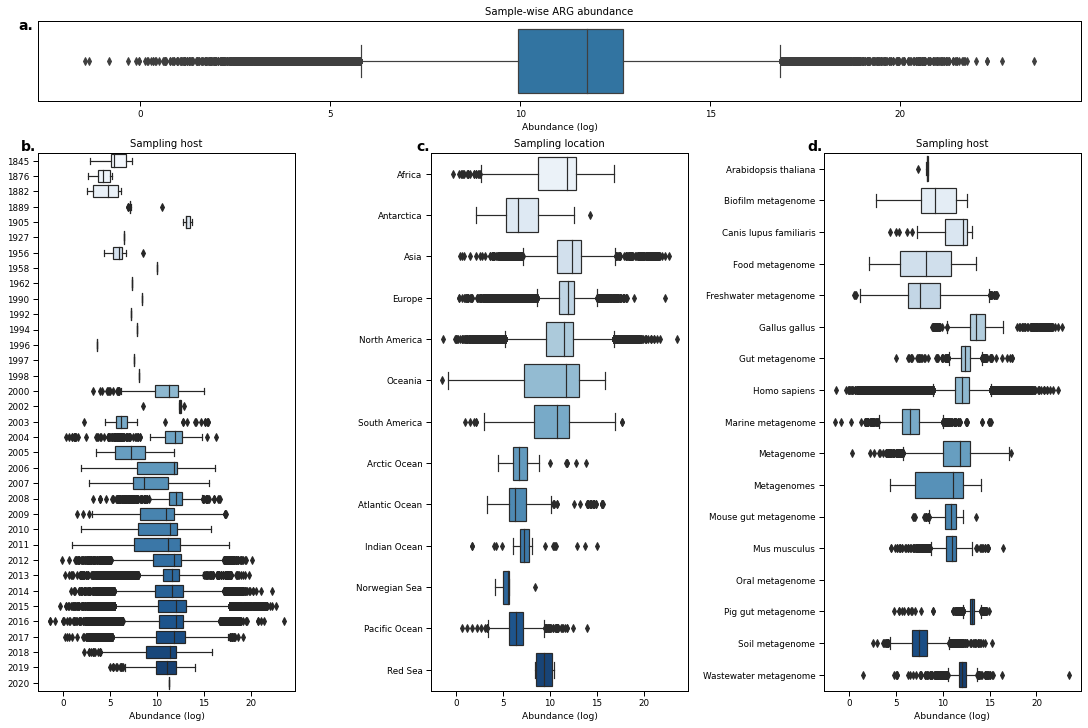 Sample-wise ARG abundance
a.
0 5 10 15 20
Abundance (log)
b.
Sampling host
1845
1876
1882
1889
1905
1927
1956
1958
1962
1990
1992
1994
1996
1997
1998
2000
2002
2003
2004
2005
2006
2007
2008
2009
2010
2011
2012
2013
2014
2015
2016
2017
2018
2019
2020
0 5 10 15 20
Abundance (log)
c.
Sampling location
Africa
Antarctica
Asia
Europe
North America
Oceania
South America
Arctic Ocean
Atlantic Ocean
Indian Ocean
Norwegian Sea
Pacific Ocean
Red Sea
0 5 10 15 20
Abundance (log)
d.
Sampling host
Arabidopsis thaliana
Biofilm metagenome
Canis lupus familiaris
Food metagenome
Freshwater metagenome
Gallus gallus
Gut metagenome
Homo sapiens
Marine metagenome
Metagenome
Metagenomes
Mouse gut metagenome
Mus musculus
Oral metagenome
Pig gut metagenome
Soil metagenome
Wastewater metagenome
0 5 10 15 20
Abundance (log)